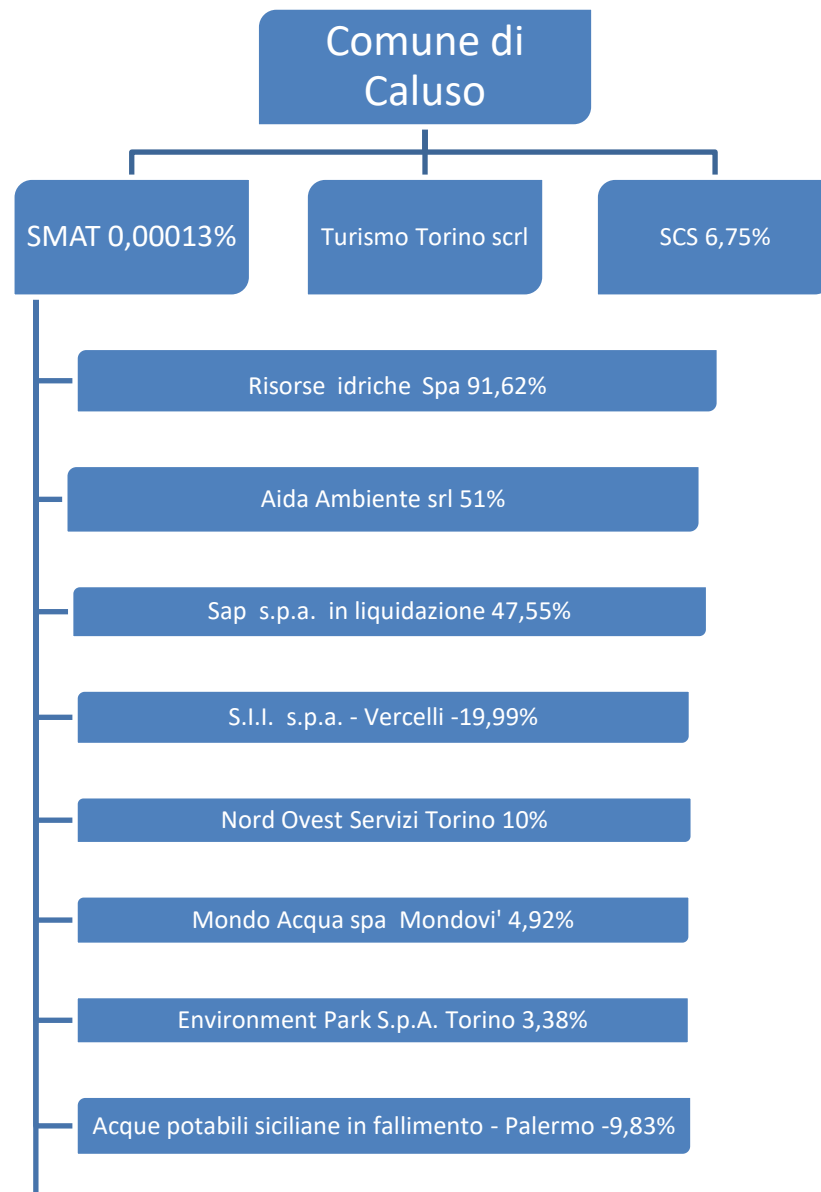 Comune di
Caluso
SMAT 0,00013%
Turismo Torino scrl
SCS 6,75%
Risorse  idriche  Spa 91,62%
Aida Ambiente srl 51%
Sap  s.p.a.  in liquidazione 47,55%
S.I.I.  s.p.a. - Vercelli -19,99%
Nord Ovest Servizi Torino 10%
Mondo Acqua spa  Mondovi' 4,92%
Environment Park S.p.A. Torino 3,38%
Acque potabili siciliane in fallimento - Palermo -9,83%